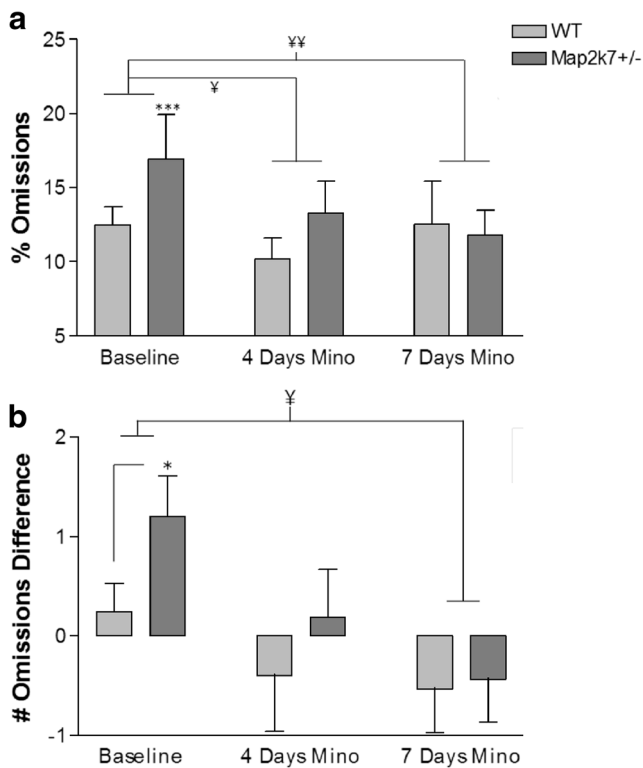 a
WT
Map2k7+/-
% Omissions
25
20
15
10
5
¥¥
¥
***
Baseline
4 Days Mino
7 Days Mino
b
# Omissions Difference
2
1
0
-1
¥
*
Baseline
4 Days Mino
7 Days Mino